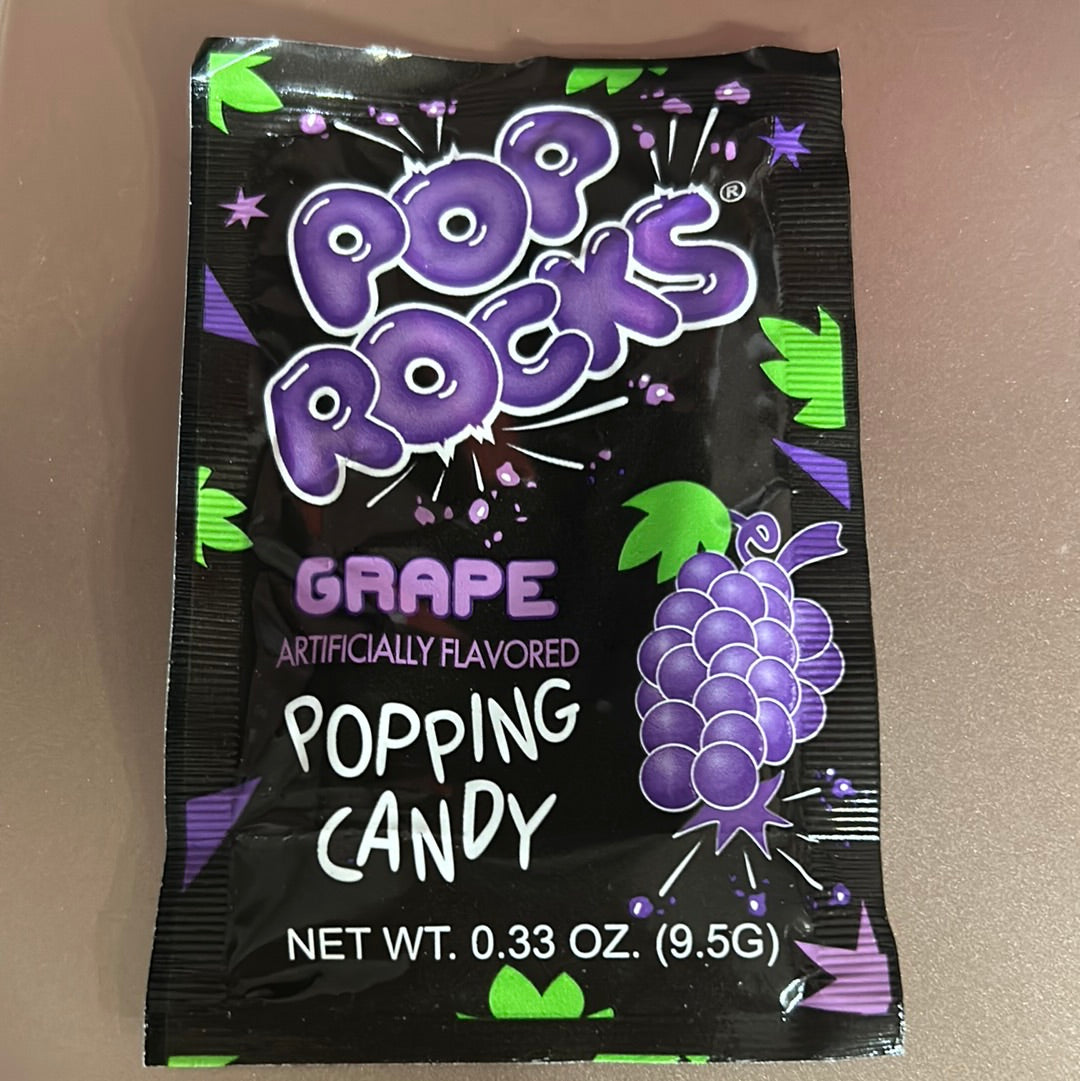 POP
ROCKS®
GRAPE
ARTIFICIALLY FLAVORED
POPPING
CANDY
NET WT. 0.33 OZ. (9.5G)